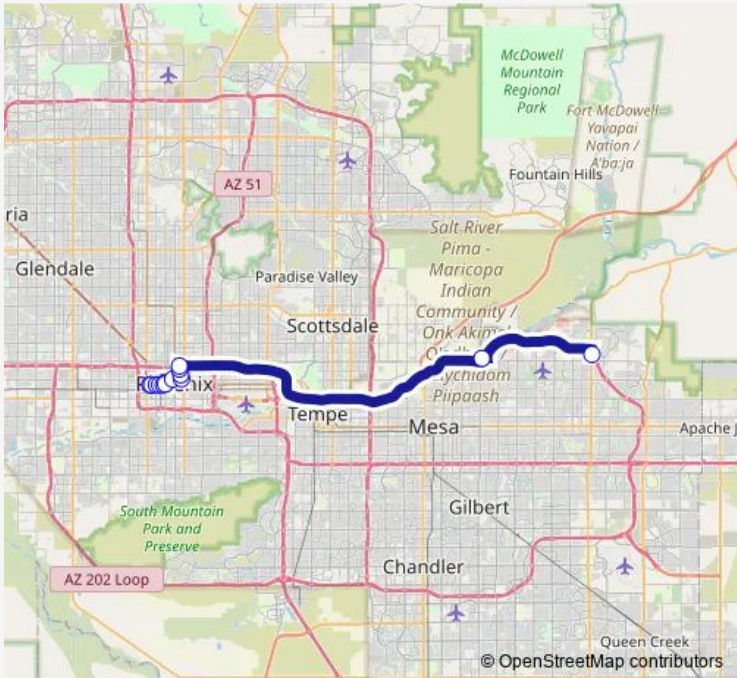 McDowell
Mountain
Regional
Park
Fort McDowell
Yavapai
Nation /
A'ba:ja
AZ 51
Fountain Hills
ria
Glendale
Paradise Valley
Salt River
Pima -
Maricopa
Indian
Community /
Onk Akimel
Scottsdale
Piipaash
Tempe
Mesa
Apache J
South Mountain
Park and
Preserve
Gilbert
Chandler
AZ 202 Loop
Queen Creek
© OpenStreetMap contributors